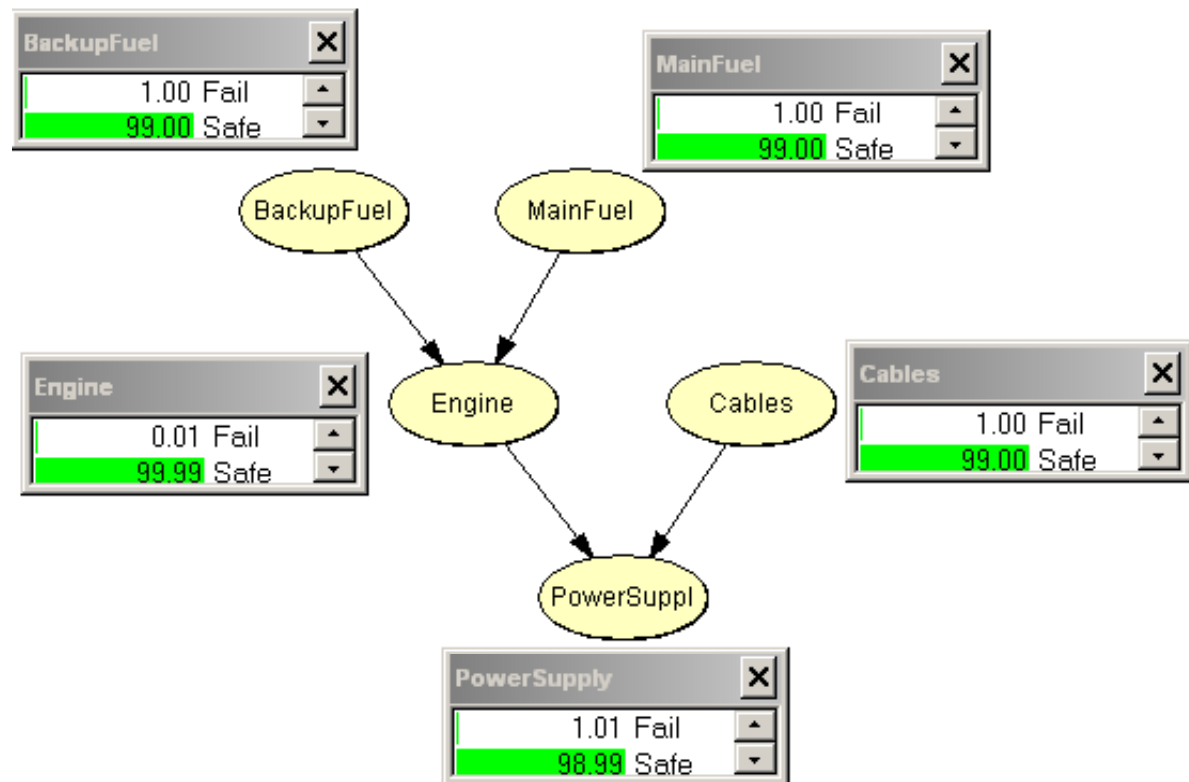 BackupFuel
1.00 Fail
99.00 Safe
MainFuel
1.00 Fail
99.00 Safe
BackupFuel
MainFuel
Engine
0.01 Fail
99.99 Safe
Engine
Cables
Cables
1.00 Fail
99.00 Safe
PowerSuppl
PowerSupply
1.01 Fail
98.99 Safe